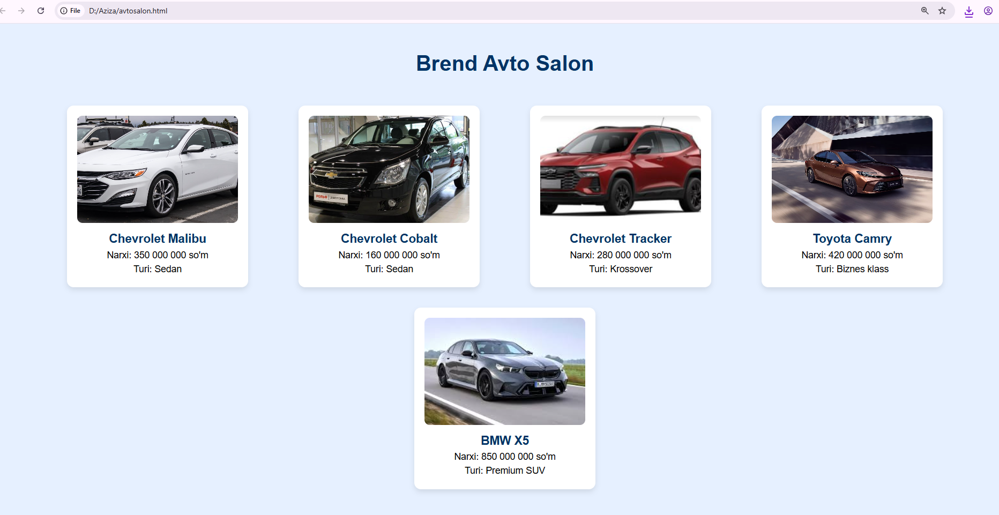 File D:/Aziza/avtosalon.html
Brend Avto Salon
Chevrolet Malibu
Narxi: 350 000 000 so'm
Turi: Sedan
РОЛЬФ ДМИТРОВКА
Chevrolet Cobalt
Narxi: 160 000 000 so'm
Turi: Sedan
Chevrolet Tracker
Narxi: 280 000 000 so'm
Turi: Krossover
Toyota Camry
Narxi: 420 000 000 so'm
Turi: Biznes klass
BMW X5
Narxi: 850 000 000 so'm
Turi: Premium SUV